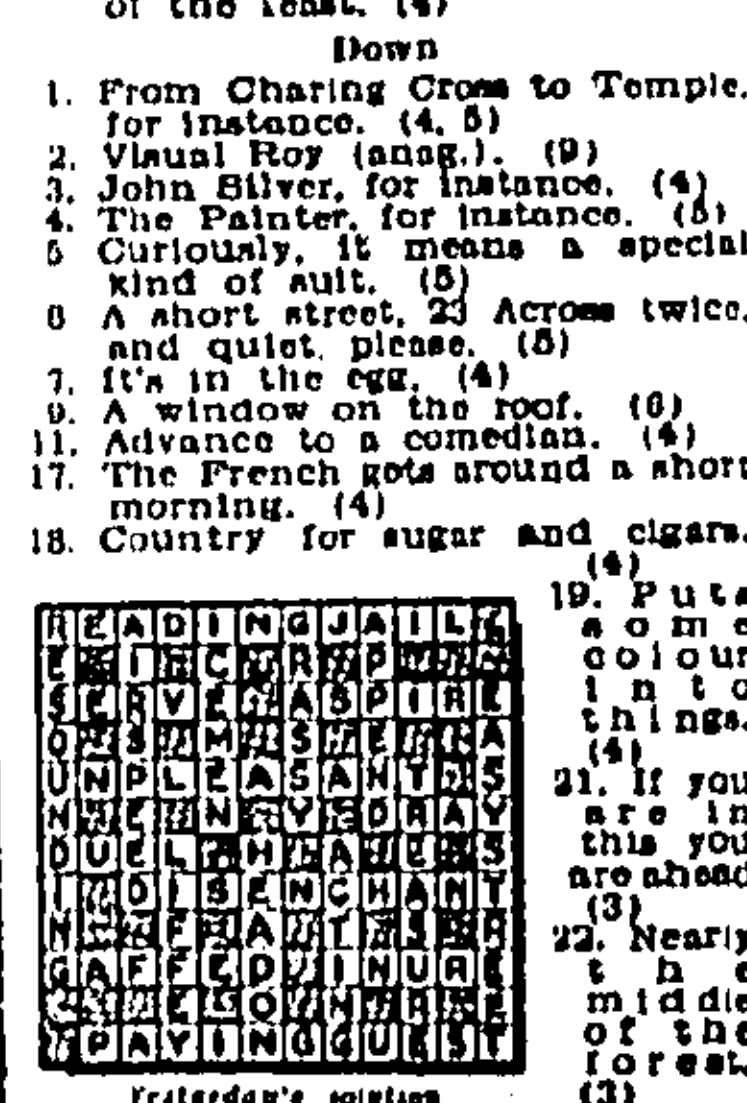 of the feast. (4)
Down
1. From Charing Cross to Temple,
for instance. (4, 5)
2. Visual Roy (anag.). (9)
3. John Silver, for instance. (4)
4. The Painter, for instance. (5)
5 Curiously, it means a special
kind of suit. (5)
6 A short street, 23 Across twice,
and quiet, please. (5)
7. It's in the egg. (4)
9. A window on the roof. (6)
11. Advance to a comedian. (4)
17. The French gets around a short
morning. (4)
18. Country for sugar and cigars.
(4)
19. Puts
some
colour
into
things.
(4)
21. If you
are in
this you
are ahead
(3)
22. Nearly
the
middle
of the
forest.
(3)
READINGJAIL
E I C R P
SERVE ASPIRE
O S M S E A
UNPLEASANT S
N E N Y DRAY
DUEL H A E S
I DISENCHANT
N F A T S R
GAFFED INURE
E O N E
PAYINGGUEST
Yesterday's solution